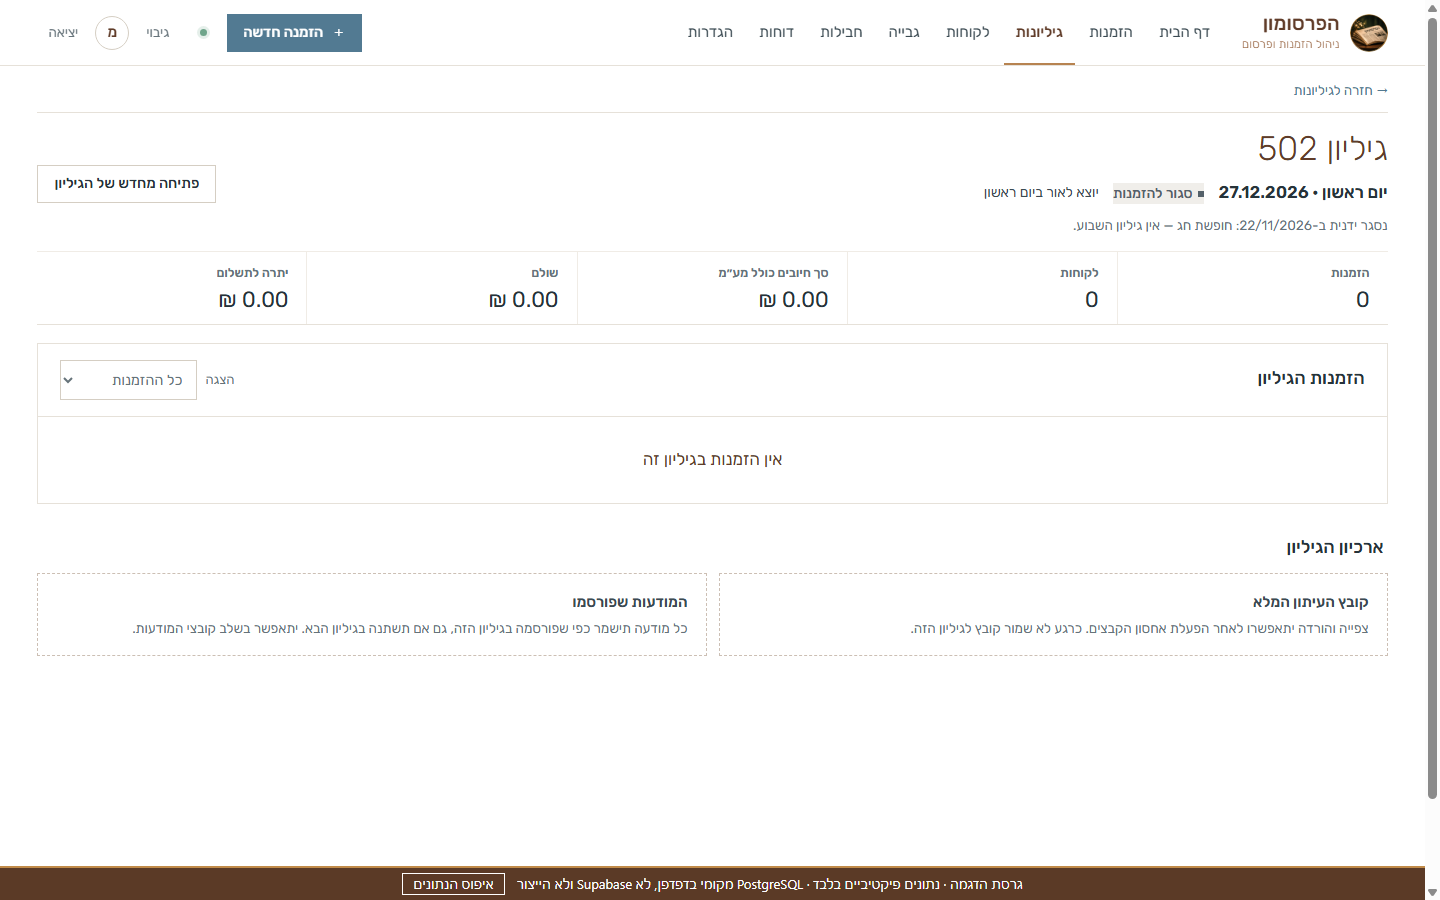 הפרסומון
ניהול הזמנות ופרסום
דף הבית
הזמנות
גיליונות
לקוחות
גבייה
חבילות
דוחות
הגדרות
+ הזמנה חדשה
גיבוי
מ
יציאה
→ חזרה לגיליונות
גיליון 502
יום ראשון • 27.12.2026
סגור להזמנות
יוצא לאור ביום ראשון
נסגר ידנית ב-22/11/2026: חופשת חג — אין גיליון השבוע.
פתיחה מחדש של הגיליון
הזמנות
0
לקוחות
0
סך חיובים כולל מע״מ
0.00 ₪
שולם
0.00 ₪
יתרה לתשלום
0.00 ₪
הזמנות הגיליון
הצגה
כל ההזמנות
אין הזמנות בגיליון זה
ארכיון הגיליון
קובץ העיתון המלא
צפייה והורדה יתאפשרו לאחר הפעלת אחסון הקבצים. כרגע לא שמור קובץ לגיליון הזה.
המודעות שפורסמו
כל מודעה תישמר כפי שפורסמה בגיליון הזה, גם אם תשתנה בגיליון הבא. יתאפשר בשלב קובצי המודעות.
גרסת הדגמה · נתונים פיקטיביים בלבד · PostgreSQL מקומי בדפדפן, לא Supabase ולא הייצור
איפוס הנתונים